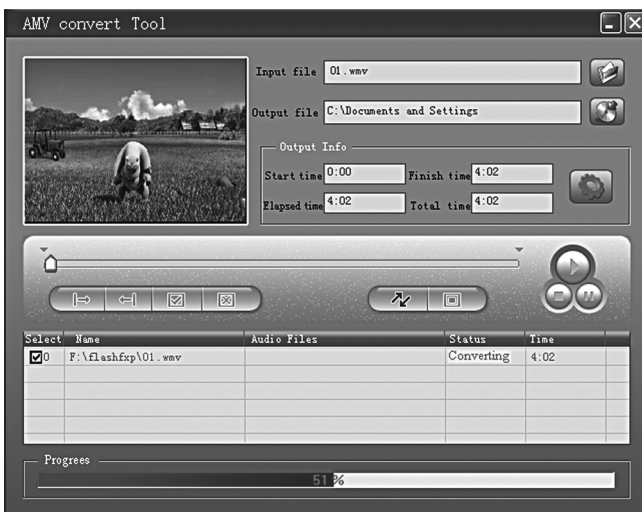 AMV convert Tool
Input file 01.wmv
Output file C:\Documents and Settings
Output Info
Start time 0:00 Finish time 4:02
Elapsed time 4:02 Total time 4:02
Select Name Audio Files Status Time
0 F:\flashfxp\01.wmv Converting 4:02
Progrees
51 %